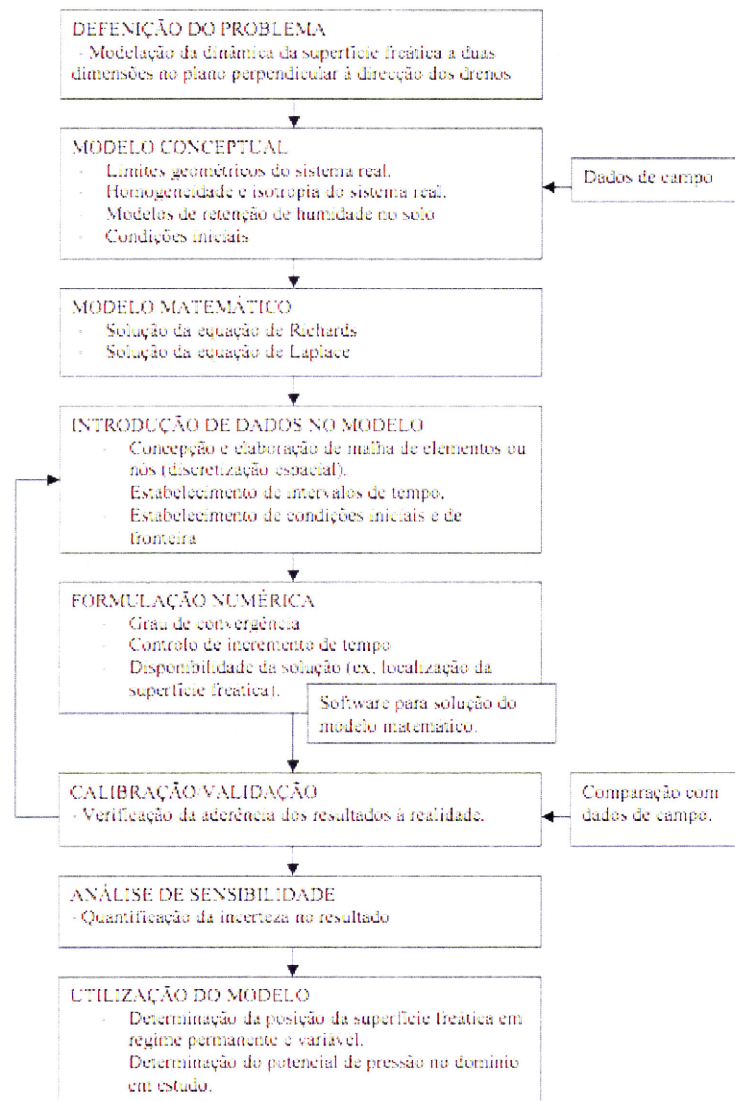 DEFENIÇÃO DO PROBLEMA
- Modelação da dinâmica da superfície freática a duas
dimensões no plano perpendicular à direcção dos drenos
MODELO CONCEPTUAL
- Limites geométricos do sistema real.
- Homogeneidade e isotropia do sistema real.
- Modelos de retenção de humidade no solo
- Condições iniciais
Dados de campo
MODELO MATEMÁTICO
- Solução da equação de Richards
- Solução da equação de Laplace
INTRODUÇÃO DE DADOS NO MODELO
- Concepção e elaboração de malha de elementos ou
nós (discretização espacial).
- Estabelecimento de intervalos de tempo.
- Estabelecimento de condições iniciais e de
fronteira
FORMULAÇÃO NUMÉRICA
- Grau de convergência
- Controlo de incremento de tempo
- Disponibilidade da solução (ex. localização da
superfície freática).
Software para solução do
modelo matemático.
CALIBRAÇÃO/VALIDAÇÃO
- Verificação da aderência dos resultados à realidade.
Comparação com
dados de campo.
ANÁLISE DE SENSIBILIDADE
- Quantificação da incerteza no resultado
UTILIZAÇÃO DO MODELO
- Determinação da posição da superfície freática em
regime permanente e variável.
- Determinação do potencial de pressão no domínio
em estudo.